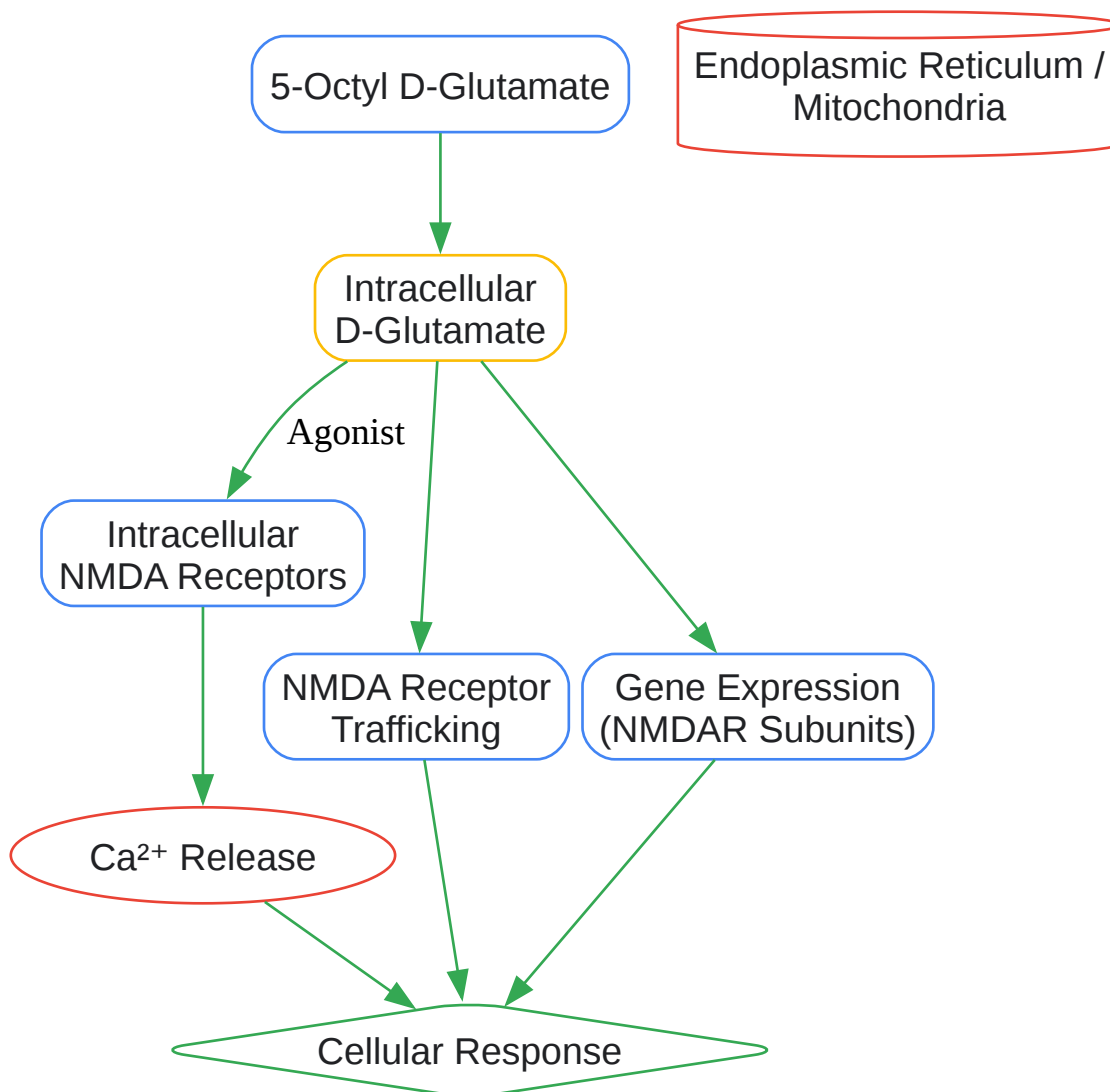 5-Octyl D-Glutamate
Endoplasmic Reticulum /
Mitochondria
Intracellular
D-Glutamate
Agonist
Intracellular
NMDA Receptors
NMDA Receptor
Trafficking
Gene Expression
(NMDAR Subunits)
Ca²⁺ Release
Cellular Response